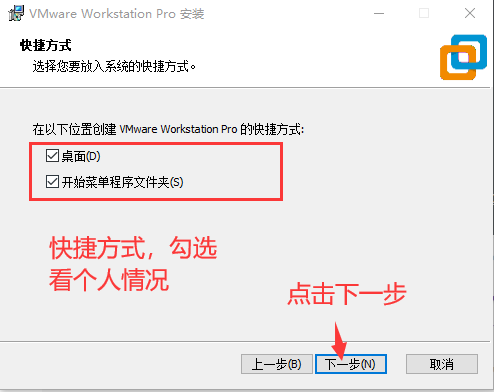 VMware Workstation Pro 安装
快捷方式
选择您要放入系统的快捷方式。
在以下位置创建 VMware Workstation Pro 的快捷方式:
桌面(D)
开始菜单程序文件夹(S)
快捷方式，勾选
看个人情况
点击下一步
上一步(B) 下一步(N) 取消